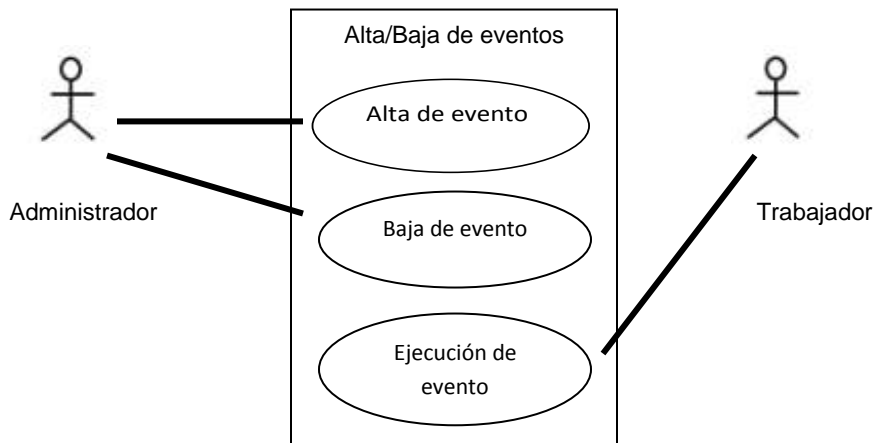 Alta/Baja de eventos
Alta de evento
Administrador
Baja de evento
Trabajador
Ejecución de
evento